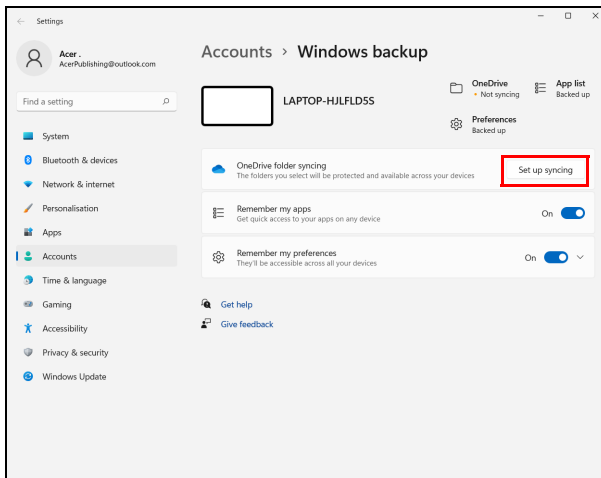 Settings
Acer .
AcerPublishing@outlook.com
Find a setting
System
Bluetooth & devices
Network & internet
Personalisation
Apps
Accounts
Time & language
Gaming
Accessibility
Privacy & security
Windows Update
Accounts > Windows backup
LAPTOP-HJLFLD5S
OneDrive
• Not syncing
App list
Backed up
Preferences
Backed up
OneDrive folder syncing
The folders you select will be protected and available across your devices
Set up syncing
Remember my apps
Get quick access to your apps on any device
On
Remember my preferences
They'll be accessible across all your devices
On
Get help
Give feedback